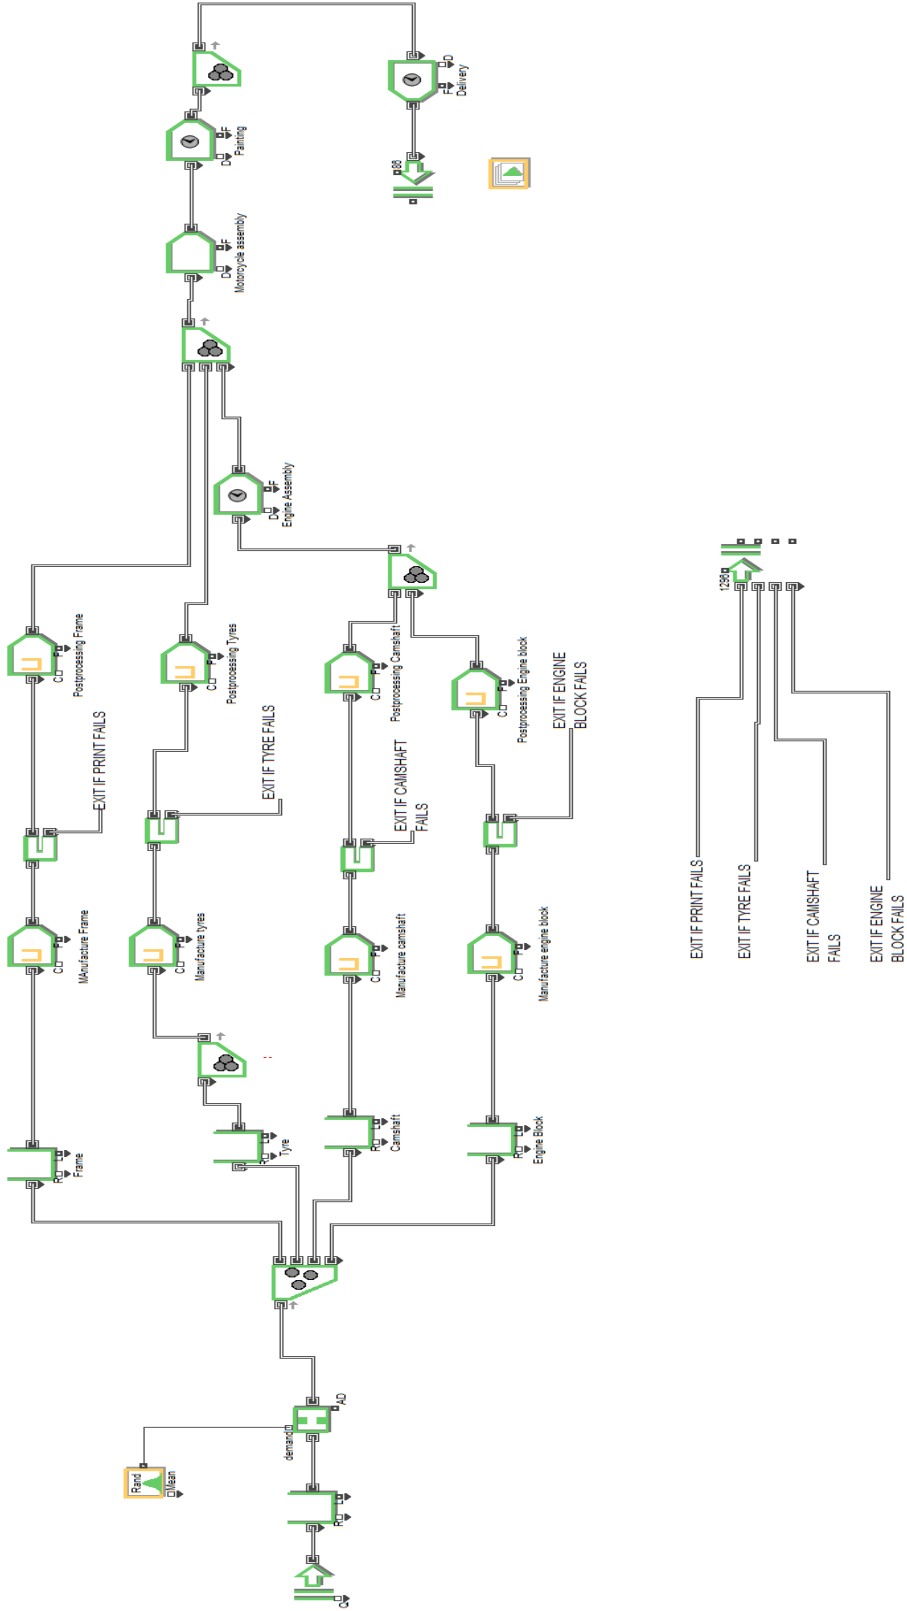 Rand
Mean
Q
R L
demand
AD
Frame
R L
MAnufacture Frame
C F
EXIT IF PRINT FAILS
Postprocessing Frame
C F
Tyre
R L
Manufacture tyres
C F
EXIT IF TYRE FAILS
Postprocessing Tyres
C F
Camshaft
R L
Manufacture camshaft
C F
EXIT IF CAMSHAFT
FAILS
Postprocessing Camshaft
C F
Engine Block
R L
Manufacture engine block
C F
EXIT IF ENGINE
BLOCK FAILS
Postprocessing Engine block
C F
D F
Engine Assembly
D F
Motorcycle assembly
D F
Painting
F D
Delivery
EXIT IF PRINT FAILS
EXIT IF TYRE FAILS
EXIT IF CAMSHAFT
FAILS
EXIT IF ENGINE
BLOCK FAILS